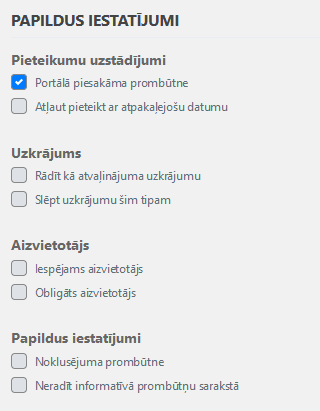 PAPILDUS IESTATĪJUMI
Pieteikumu uzstādījumi
Portālā piesakāma prombūtne
Atļaut pieteikt ar atpakaļejošu datumu
Uzkrājums
Rādīt kā atvaļinājuma uzkrājumu
Slēpt uzkrājumu šim tipam
Aizvietotājs
Iespējams aizvietotājs
Obligāts aizvietotājs
Papildus iestatījumi
Noklusējuma prombūtne
Neradīt informatīvā prombūtņu sarakstā